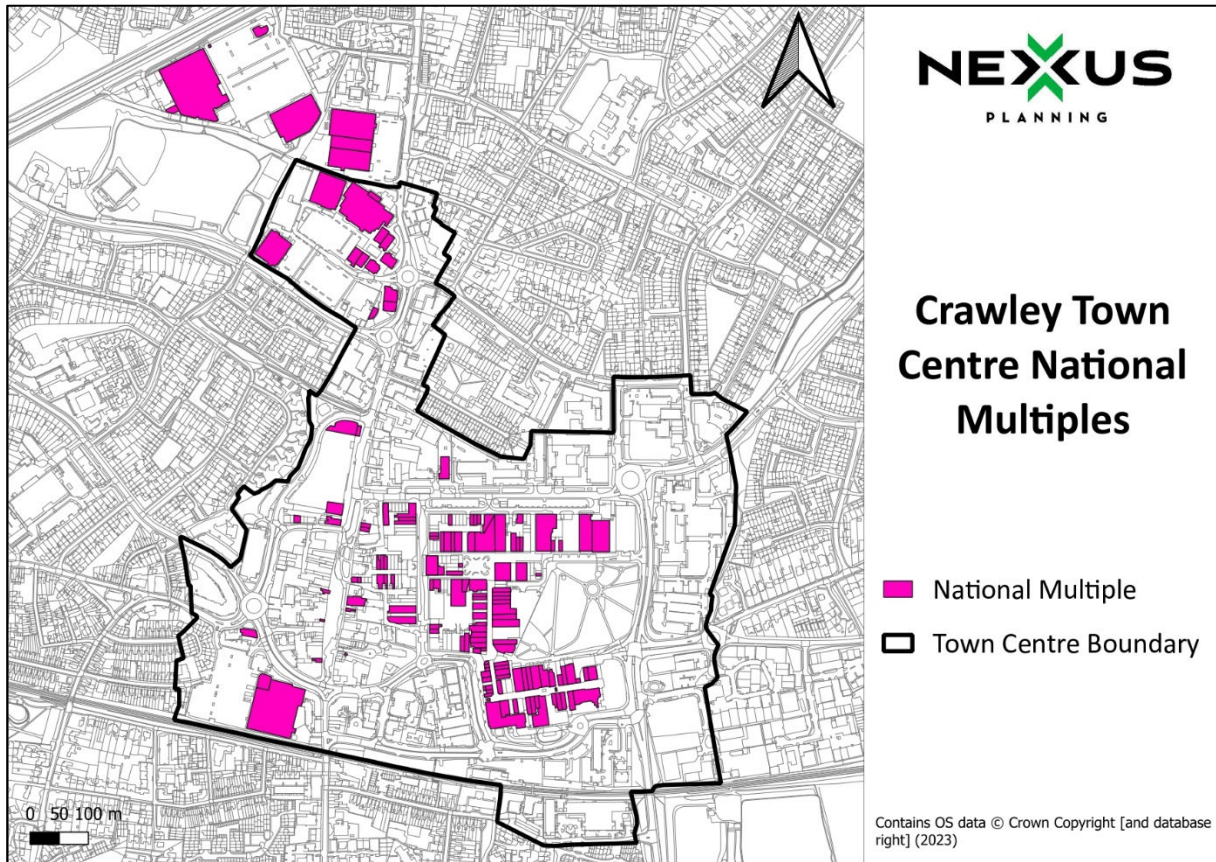 NEXUS
PLANNING
Crawley Town
Centre National
Multiples
National Multiple
Town Centre Boundary
0 50 100 m
Contains OS data © Crown Copyright [and database
right] (2023)